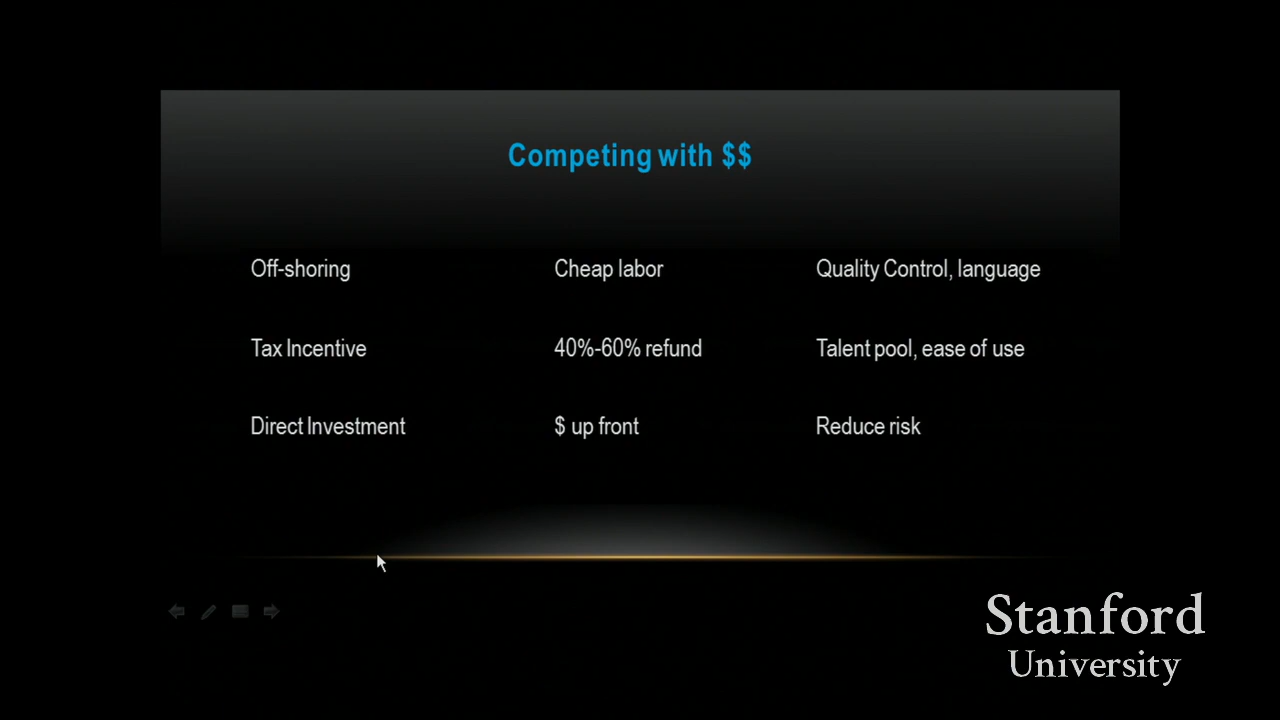 Competing with $$
Off-shoring Cheap labor Quality Control, language
Tax Incentive 40%-60% refund Talent pool, ease of use
Direct Investment $ up front Reduce risk
Stanford
University